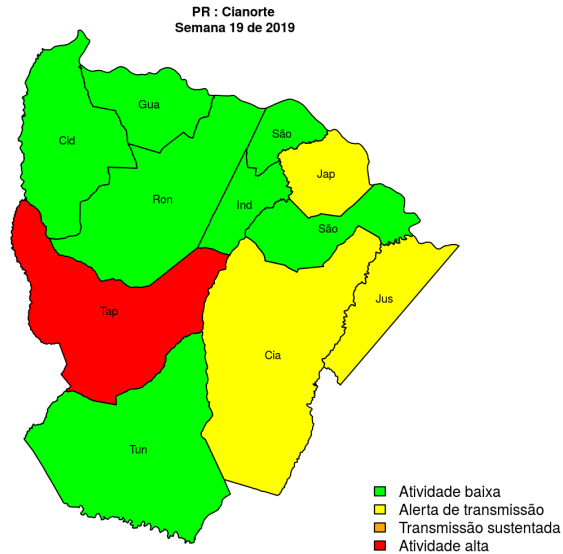 PR : Cianorte
Semana 19 de 2019
Gua
Cid
São
Jap
Ron
Ind
São
Jus
Tap
Cia
Tun
Atividade baixa
Alerta de transmissão
Transmissão sustentada
Atividade alta